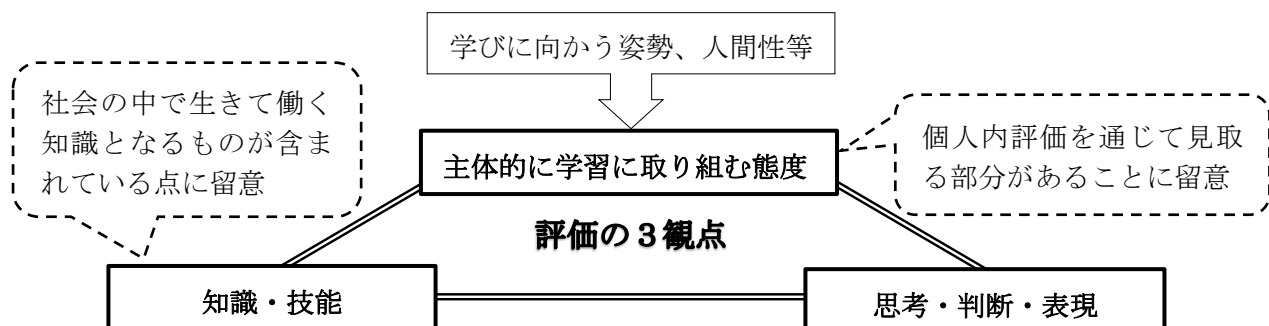 学びに向かう姿勢、人間性等
社会の中で生きて働く
知識となるものが含ま
れている点に留意
主体的に学習に取り組む態度
個人内評価を通じて見取
る部分があることに留意
評価の3観点
知識・技能
思考・判断・表現